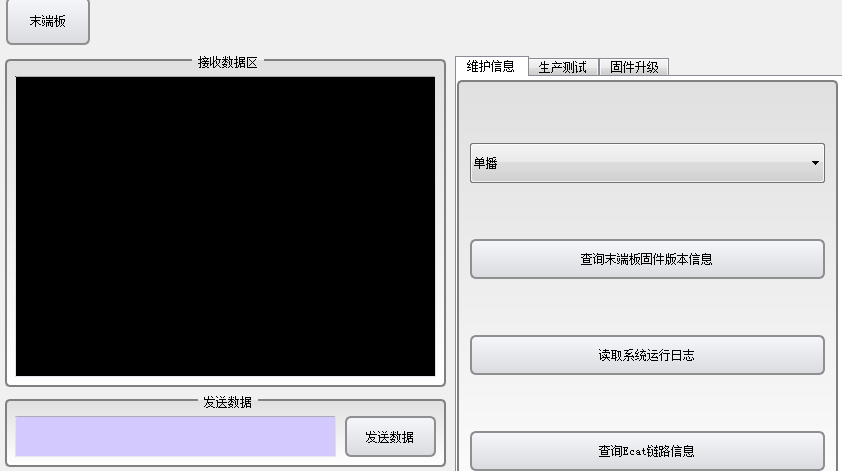 末端板
接收数据区
维护信息
生产测试
固件升级
单播
查询末端板固件版本信息
读取系统运行日志
发送数据
发送数据
查询Ecat链路信息